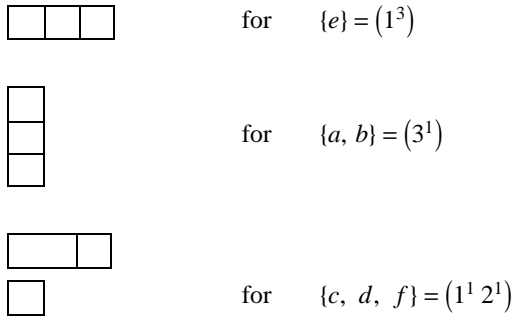 for {e} = (1³)
for {a, b} = (3¹)
for {c, d, f} = (1¹ 2¹)